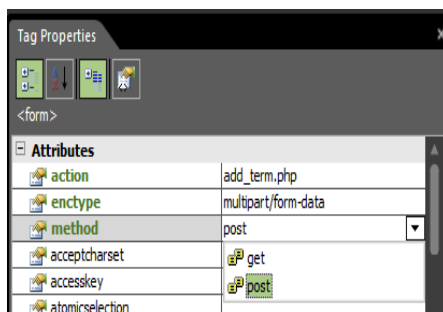 Tag Properties
<form>
Attributes
action add_term.php
enctype multipart/form-data
method post
acceptcharset get
accesskey post
atomicselection